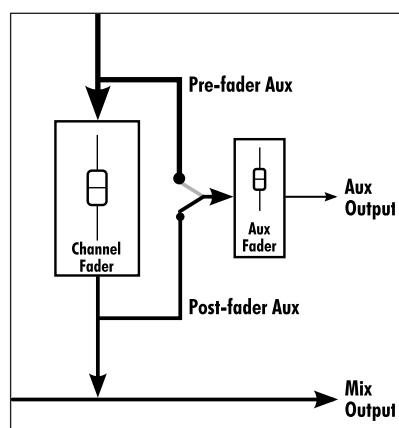 Pre-fader Aux
Channel
Fader
Aux
Fader
Aux
Output
Post-fader Aux
Mix
Output